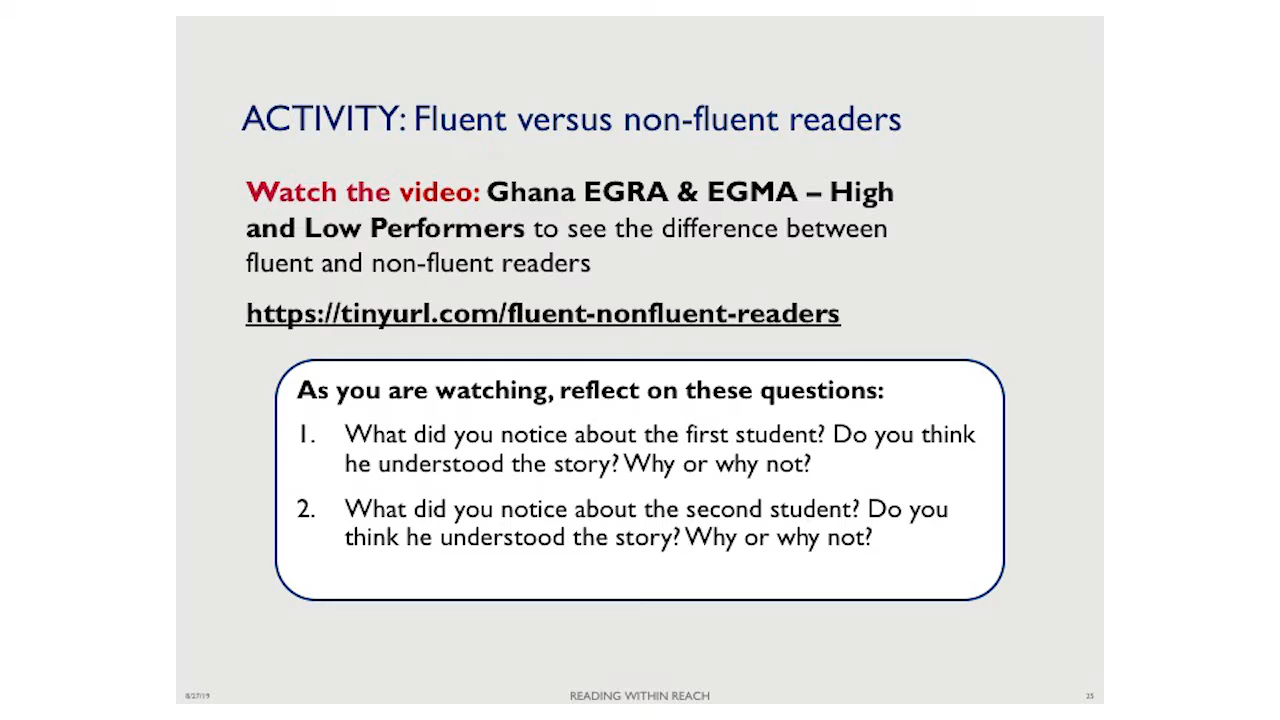 ACTIVITY: Fluent versus non-fluent readers
Watch the video: Ghana EGRA & EGMA – High
and Low Performers to see the difference between
fluent and non-fluent readers
https://tinyurl.com/fluent-nonfluent-readers
As you are watching, reflect on these questions:
1. What did you notice about the first student? Do you think
he understood the story? Why or why not?
2. What did you notice about the second student? Do you
think he understood the story? Why or why not?
8/27/19 READING WITHIN REACH 25